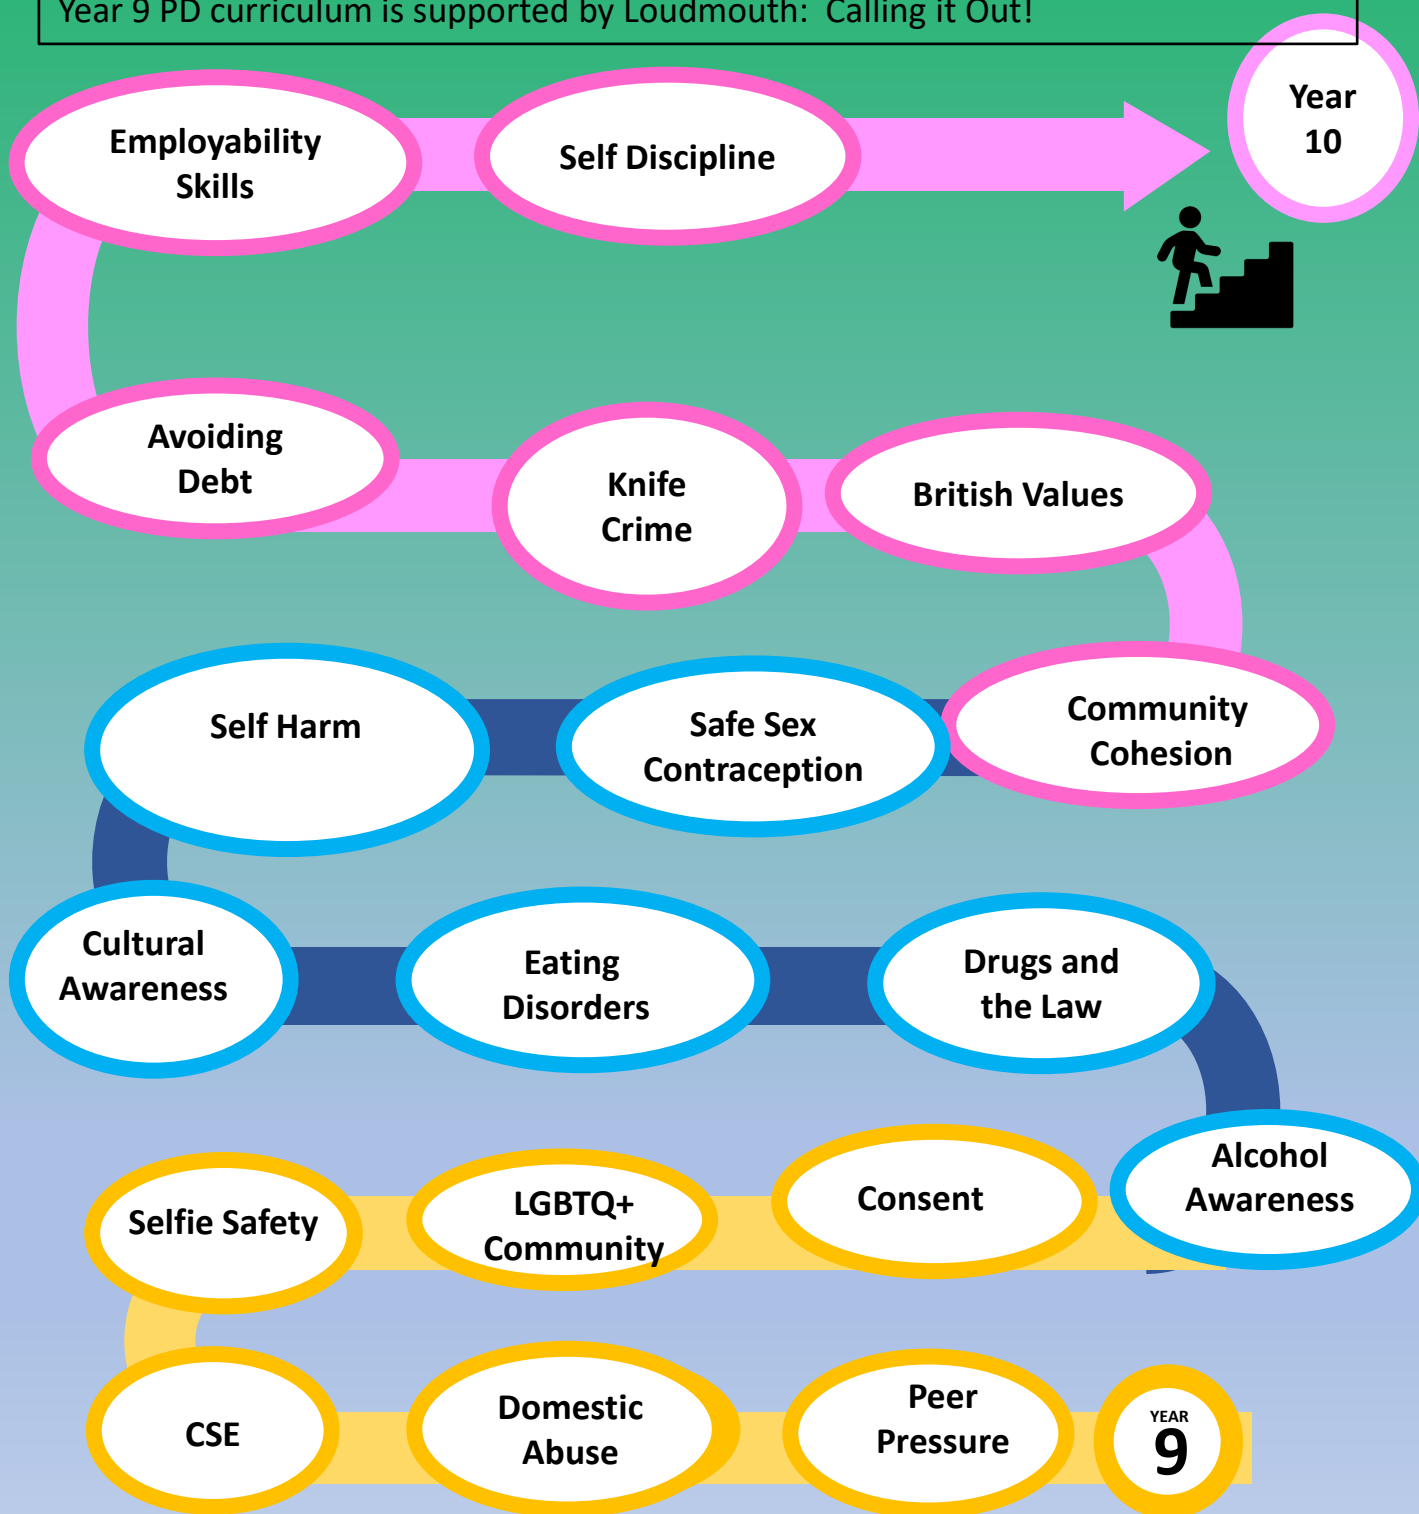 Year 9 PD curriculum is supported by Loudmouth:  Calling it Out!
Year
10
Employability
Skills
Self Discipline
Avoiding
Debt
Knife
Crime
British Values
Self Harm
Safe Sex
Contraception
Community
Cohesion
Cultural
Awareness
Eating
Disorders
Drugs and
the Law
Selfie Safety
LGBTQ+
Community
Consent
Alcohol
Awareness
CSE
Domestic
Abuse
Peer
Pressure
YEAR
9